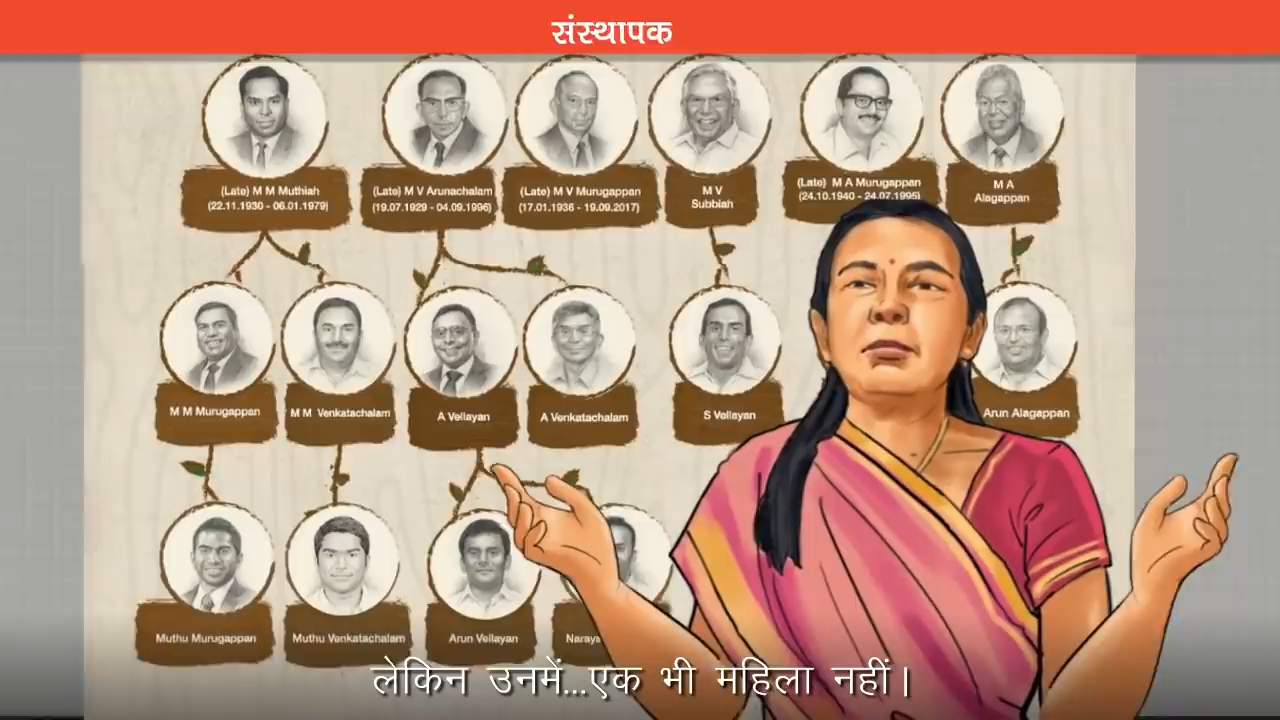 संस्थापक
(Late) M M Muthiah
(22.11.1930 - 06.01.1979)
(Late) M V Arunachalam
(19.07.1929 - 04.09.1996)
(Late) M V Murugappan
(17.01.1936 - 19.09.2017)
M V
Subbiah
(Late) M A Murugappan
(24.10.1940 - 24.07.1995)
M A
Alagappan
M M Murugappan
M M Venkatachalam
A Vellayan
A Venkatachalam
S Vellayan
Arun Alagappan
Muthu Murugappan
Muthu Venkatachalam
Arun Vellayan
लेकिन उनमें...एक भी महिला नहीं।